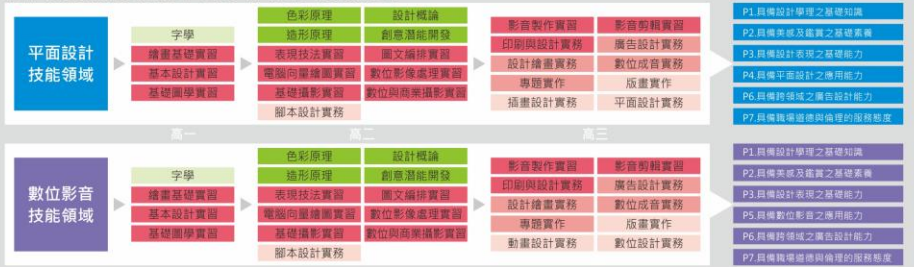 平面設計
技能領域
字學
繪畫基礎實習
基本設計實習
基礎圖學實習
色彩原理 設計概論
造形原理 創意潛能開發
表現技法實習 圖文編排實習
電腦向量繪圖實習 數位影像處理實習
基礎攝影實習 數位與商業攝影實習
腳本設計實務
影音製作實習 影音剪輯實習
印刷與設計實務 廣告設計實務
設計繪畫實務 數位成音實務
專題實作 版畫實作
插畫設計實務 平面設計實務
P1.具備設計學理之基礎知識
P2.具備美感及鑑賞之基礎素養
P3.具備設計表現之基礎能力
P4.具備平面設計之應用能力
P6.具備跨領域之廣告設計能力
P7.具備職場道德與倫理的服務態度
高一 高二 高三
數位影音
技能領域
字學
繪畫基礎實習
基本設計實習
基礎圖學實習
色彩原理 設計概論
造形原理 創意潛能開發
表現技法實習 圖文編排實習
電腦向量繪圖實習 數位影像處理實習
基礎攝影實習 數位與商業攝影實習
腳本設計實務
影音製作實習 影音剪輯實習
印刷與設計實務 廣告設計實務
設計繪畫實務 數位成音實務
專題實作 版畫實作
動畫設計實務 數位設計實務
P1.具備設計學理之基礎知識
P2.具備美感及鑑賞之基礎素養
P3.具備設計表現之基礎能力
P5.具備數位影音之應用能力
P6.具備跨領域之廣告設計能力
P7.具備職場道德與倫理的服務態度